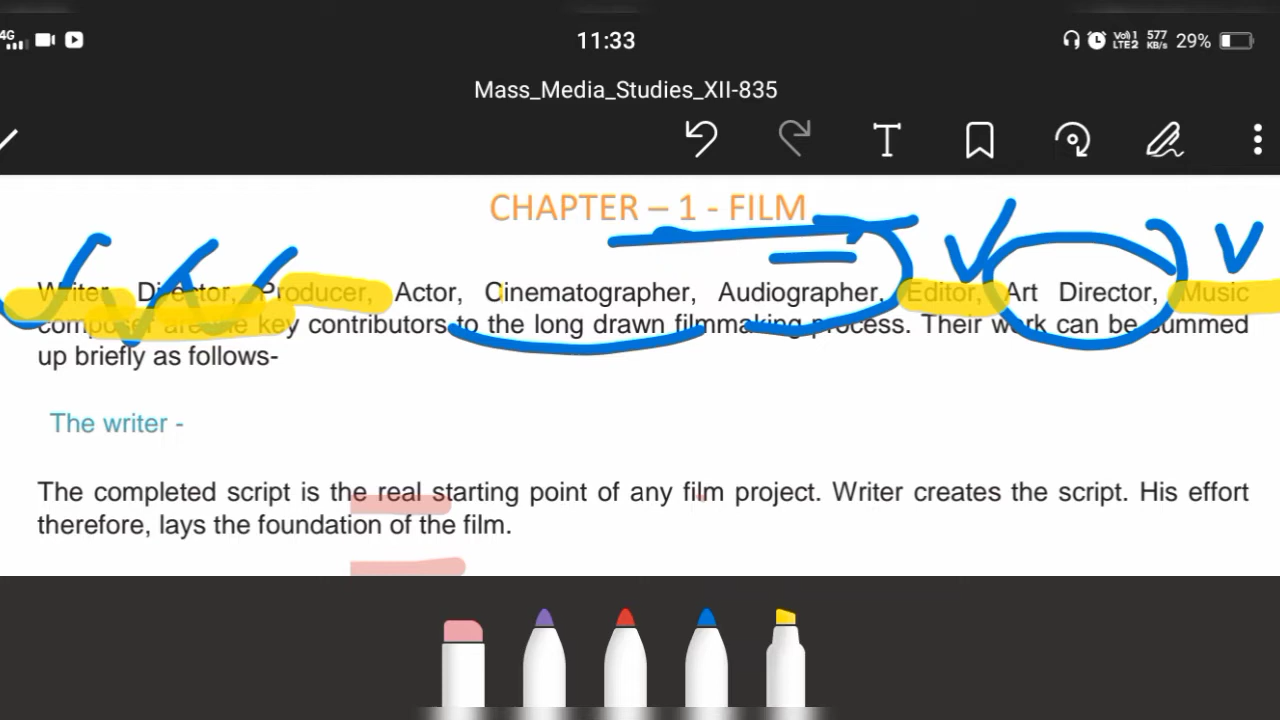 4G 11:33 Vo)) 1 LTE2 577 KB/s 29%
Mass_Media_Studies_XII-835
T
CHAPTER – 1 - FILM
Writer, Director, Producer, Actor, Cinematographer, Audiographer, Editor, Art Director, Music
composer are the key contributors to the long drawn filmmaking process. Their work can be summed
up briefly as follows-
The writer -
The completed script is the real starting point of any film project. Writer creates the script. His effort
therefore, lays the foundation of the film.